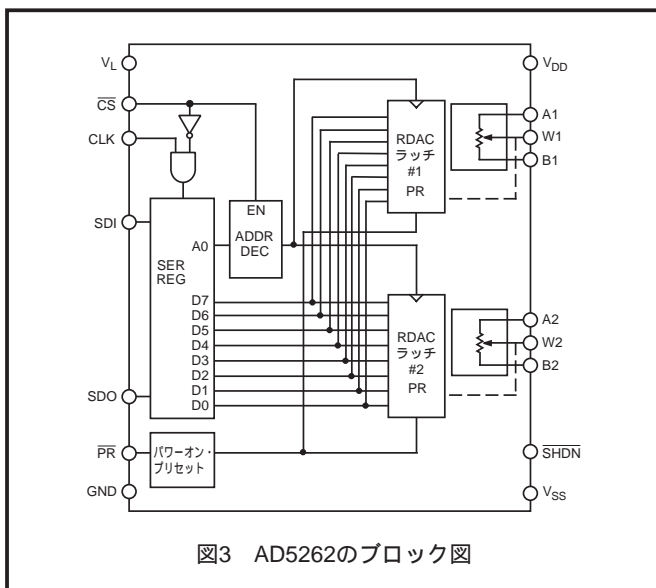 VL
VDD
CS
CLK
A1
W1
B1
RDAC
ラッチ
#1
PR
SDI
EN
ADDR
DEC
A0
SER
REG
D7
D6
D5
D4
D3
D2
D1
D0
RDAC
ラッチ
#2
PR
A2
W2
B2
SDO
PR
パワーオン・
プリセット
SHDN
GND
VSS
図3 AD5262のブロック図